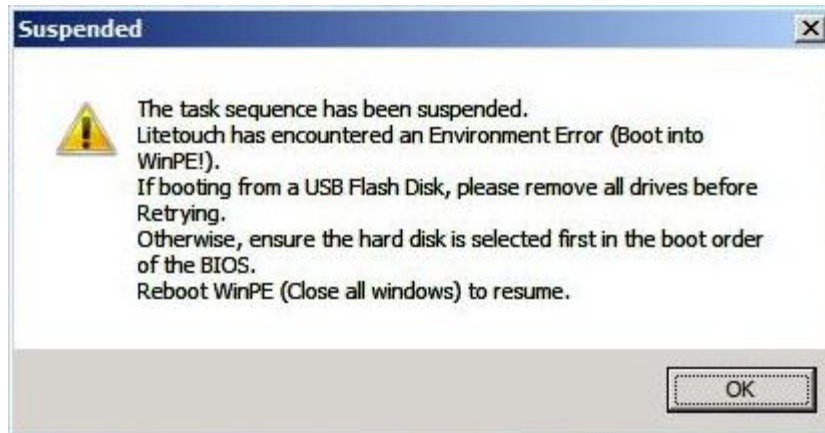 Suspended
The task sequence has been suspended.
Litetouch has encountered an Environment Error (Boot into
WinPE!).
If booting from a USB Flash Disk, please remove all drives before
Retrying.
Otherwise, ensure the hard disk is selected first in the boot order
of the BIOS.
Reboot WinPE (Close all windows) to resume.
OK